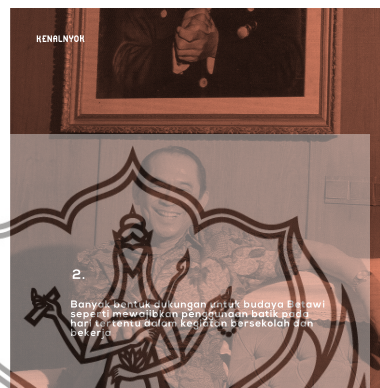 KENALNYOK
2.
Banyak bentuk dukungan untuk budaya Betawi
seperti mewajibkan penggunaan batik pada
hari tertentu dalam kegiatan bersekolah dan
bekerja